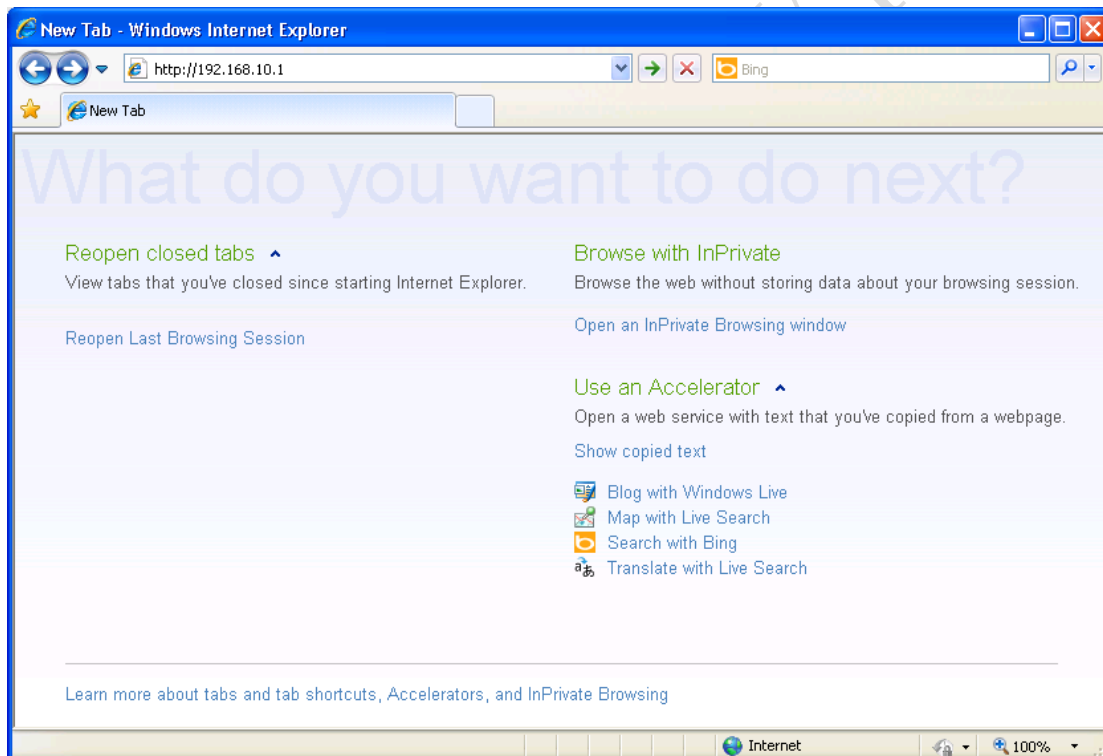 New Tab - Windows Internet Explorer
http://192.168.10.1
Bing
New Tab
What do you want to do next?
Reopen closed tabs
View tabs that you've closed since starting Internet Explorer.
Reopen Last Browsing Session
Browse with InPrivate
Browse the web without storing data about your browsing session.
Open an InPrivate Browsing window
Use an Accelerator
Open a web service with text that you've copied from a webpage.
Show copied text
Blog with Windows Live
Map with Live Search
Search with Bing
Translate with Live Search
Learn more about tabs and tab shortcuts, Accelerators, and InPrivate Browsing
Internet
100%